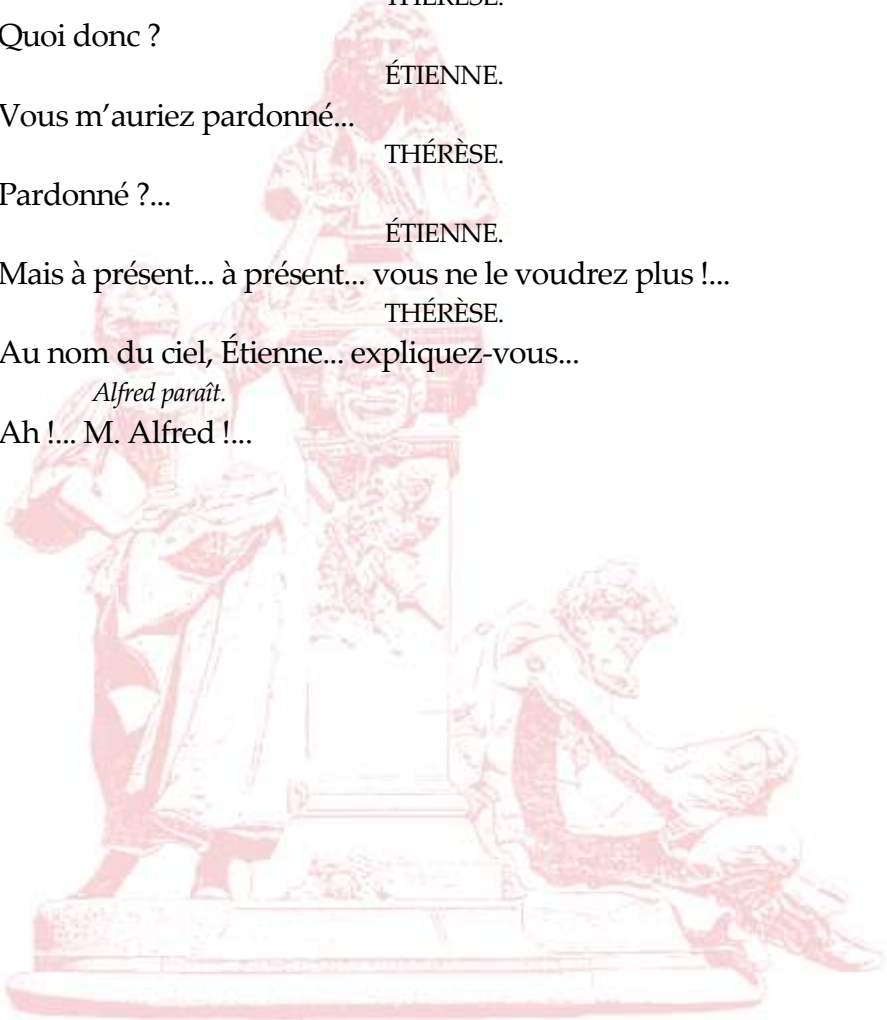 THÉRÈSE.
Quoi donc ?
ÉTIENNE.
Vous m’auriez pardonné...
THÉRÈSE.
Pardonné ?...
ÉTIENNE.
Mais à présent... à présent... vous ne le voudrez plus !...
THÉRÈSE.
Au nom du ciel, Étienne... expliquez-vous...
Alfred paraît.
Ah !... M. Alfred !...